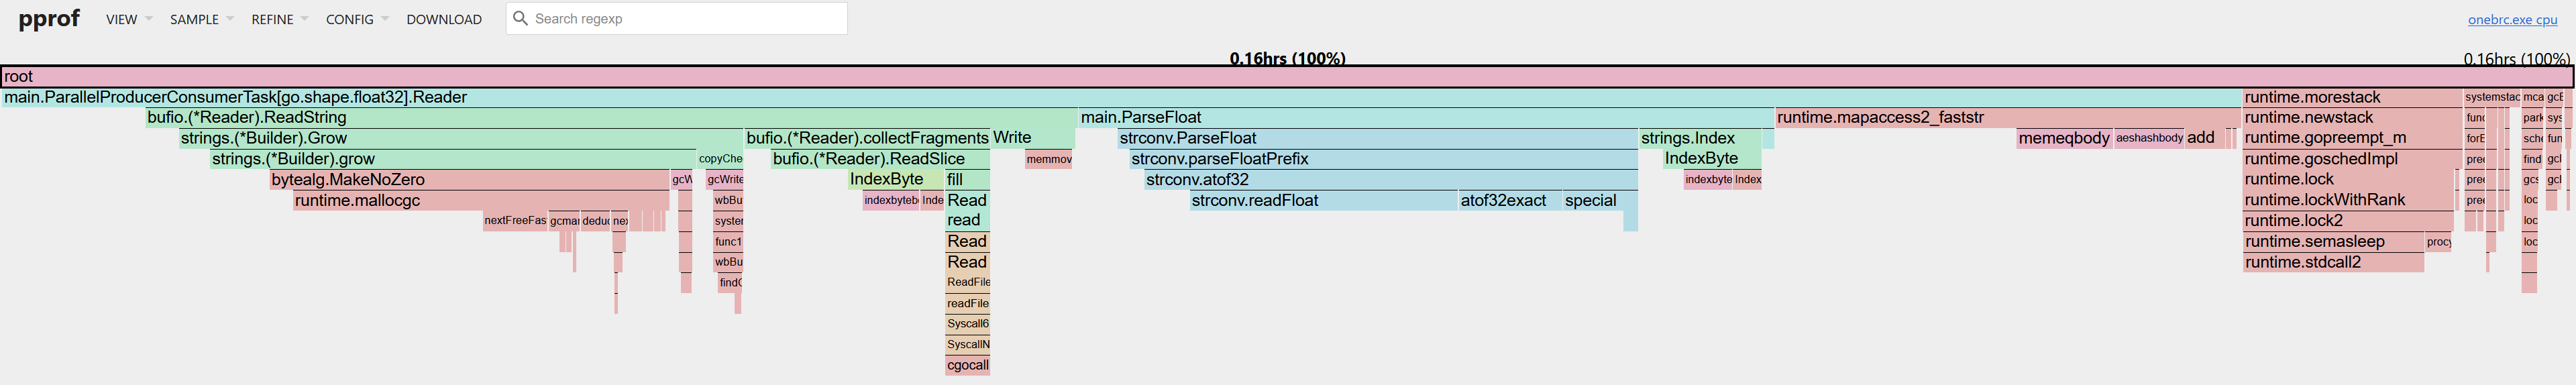 pprof VIEW SAMPLE REFINE CONFIG DOWNLOAD Search regexp onebrc.exe cpu
0.16hrs (100%) 0.16hrs (100%)
root
main.ParallelProducerConsumerTask[go.shape.float32].Reader runtime.morestack systemstac mca gcE
bufio.(*Reader).ReadString main.ParseFloat runtime.mapaccess2_faststr runtime.newstack func park sys
strings.(*Builder).Grow bufio.(*Reader).collectFragments Write strconv.ParseFloat strings.Index memeqbody aeshashbody add runtime.gopreempt_m forE sche fun
strings.(*Builder).grow copyChe bufio.(*Reader).ReadSlice memmov strconv.parseFloatPrefix IndexByte runtime.goschedImpl pree find gcl
bytealg.MakeNoZero gcW gcWrite IndexByte fill strconv.atof32 indexbyte Index runtime.lock pree gcs gcl
runtime.mallocgc wbBu indexbyteb Inde Read strconv.readFloat atof32exact special runtime.lockWithRank pree loc
nextFreeFas gcmar deduc nex system read runtime.lock2 loc
func1 Read runtime.semasleep procy loc
wbBu Read runtime.stdcall2
findO ReadFile
readFile
Syscall6
SyscallN
cgocall